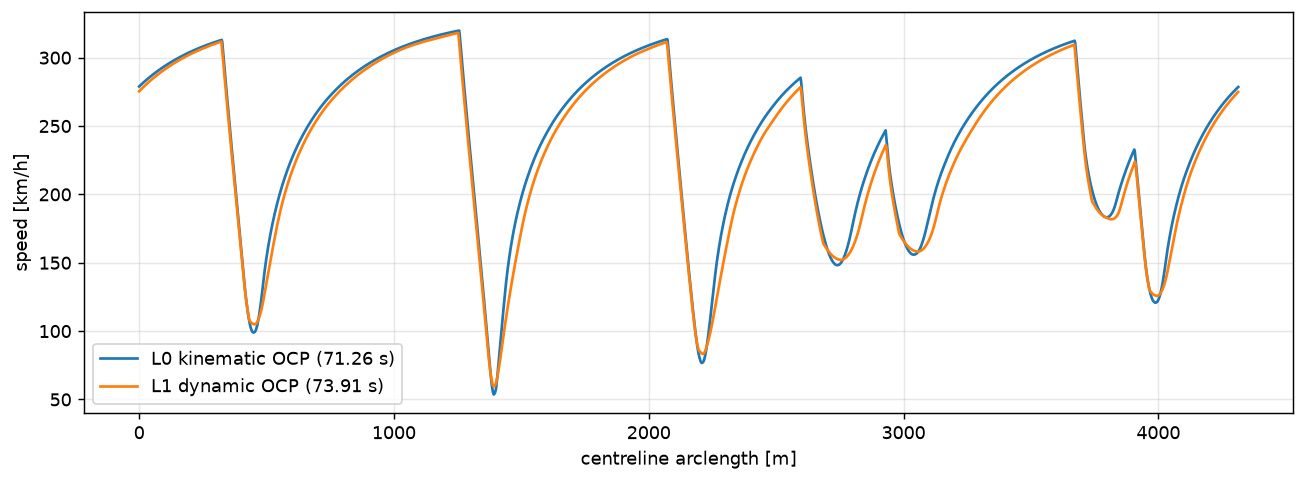 speed [km/h]
300
250
200
150
100
50
L0 kinematic OCP (71.26 s)
L1 dynamic OCP (73.91 s)
0
1000
2000
3000
4000
centreline arclength [m]